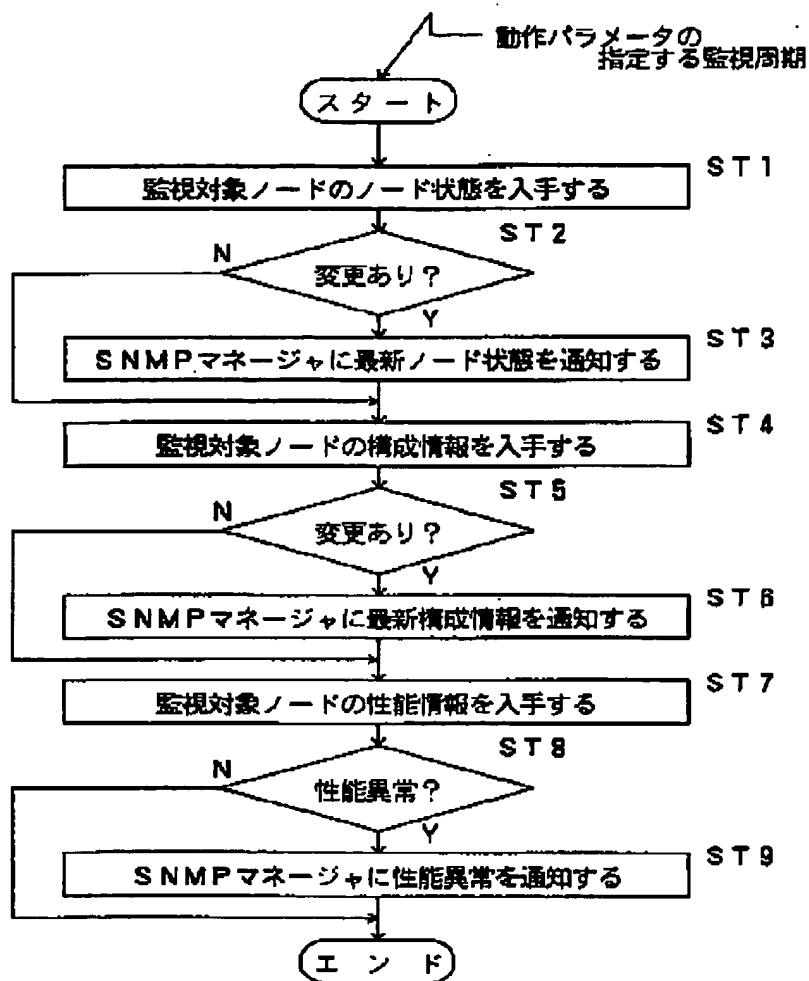 動作パラメータの
指定する監視周期
スタート
ST1
監視対象ノードのノード状態を入手する
ST2
N
変更あり？
Y
ST3
SNMPマネージャに最新ノード状態を通知する
ST4
監視対象ノードの構成情報を入手する
ST5
N
変更あり？
Y
ST6
SNMPマネージャに最新構成情報を通知する
ST7
監視対象ノードの性能情報を入手する
ST8
N
性能異常？
Y
ST9
SNMPマネージャに性能異常を通知する
エンド